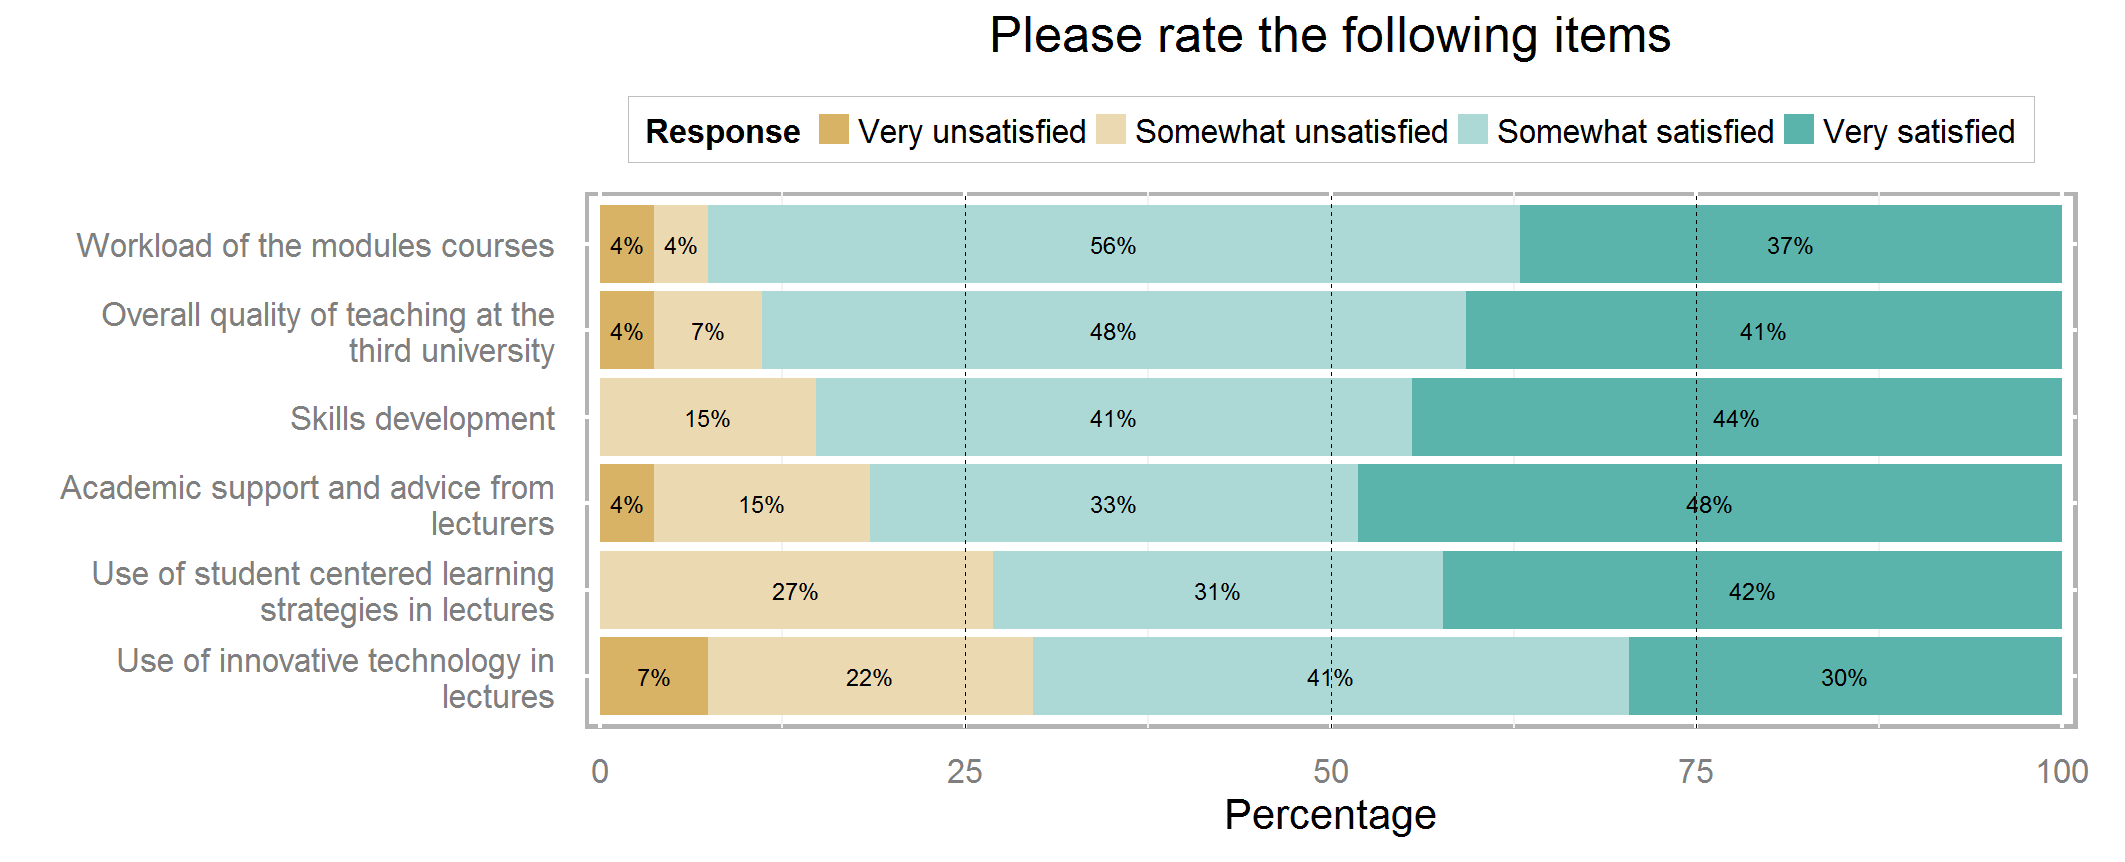 Please rate the following items
Response Very unsatisfied Somewhat unsatisfied Somewhat satisfied Very satisfied
Workload of the modules courses
4% 4% 56% 37%
Overall quality of teaching at the
third university
4% 7% 48% 41%
Skills development
15% 41% 44%
Academic support and advice from
lecturers
4% 15% 33% 48%
Use of student centered learning
strategies in lectures
27% 31% 42%
Use of innovative technology in
lectures
7% 22% 41% 30%
0 25 50 75 100
Percentage